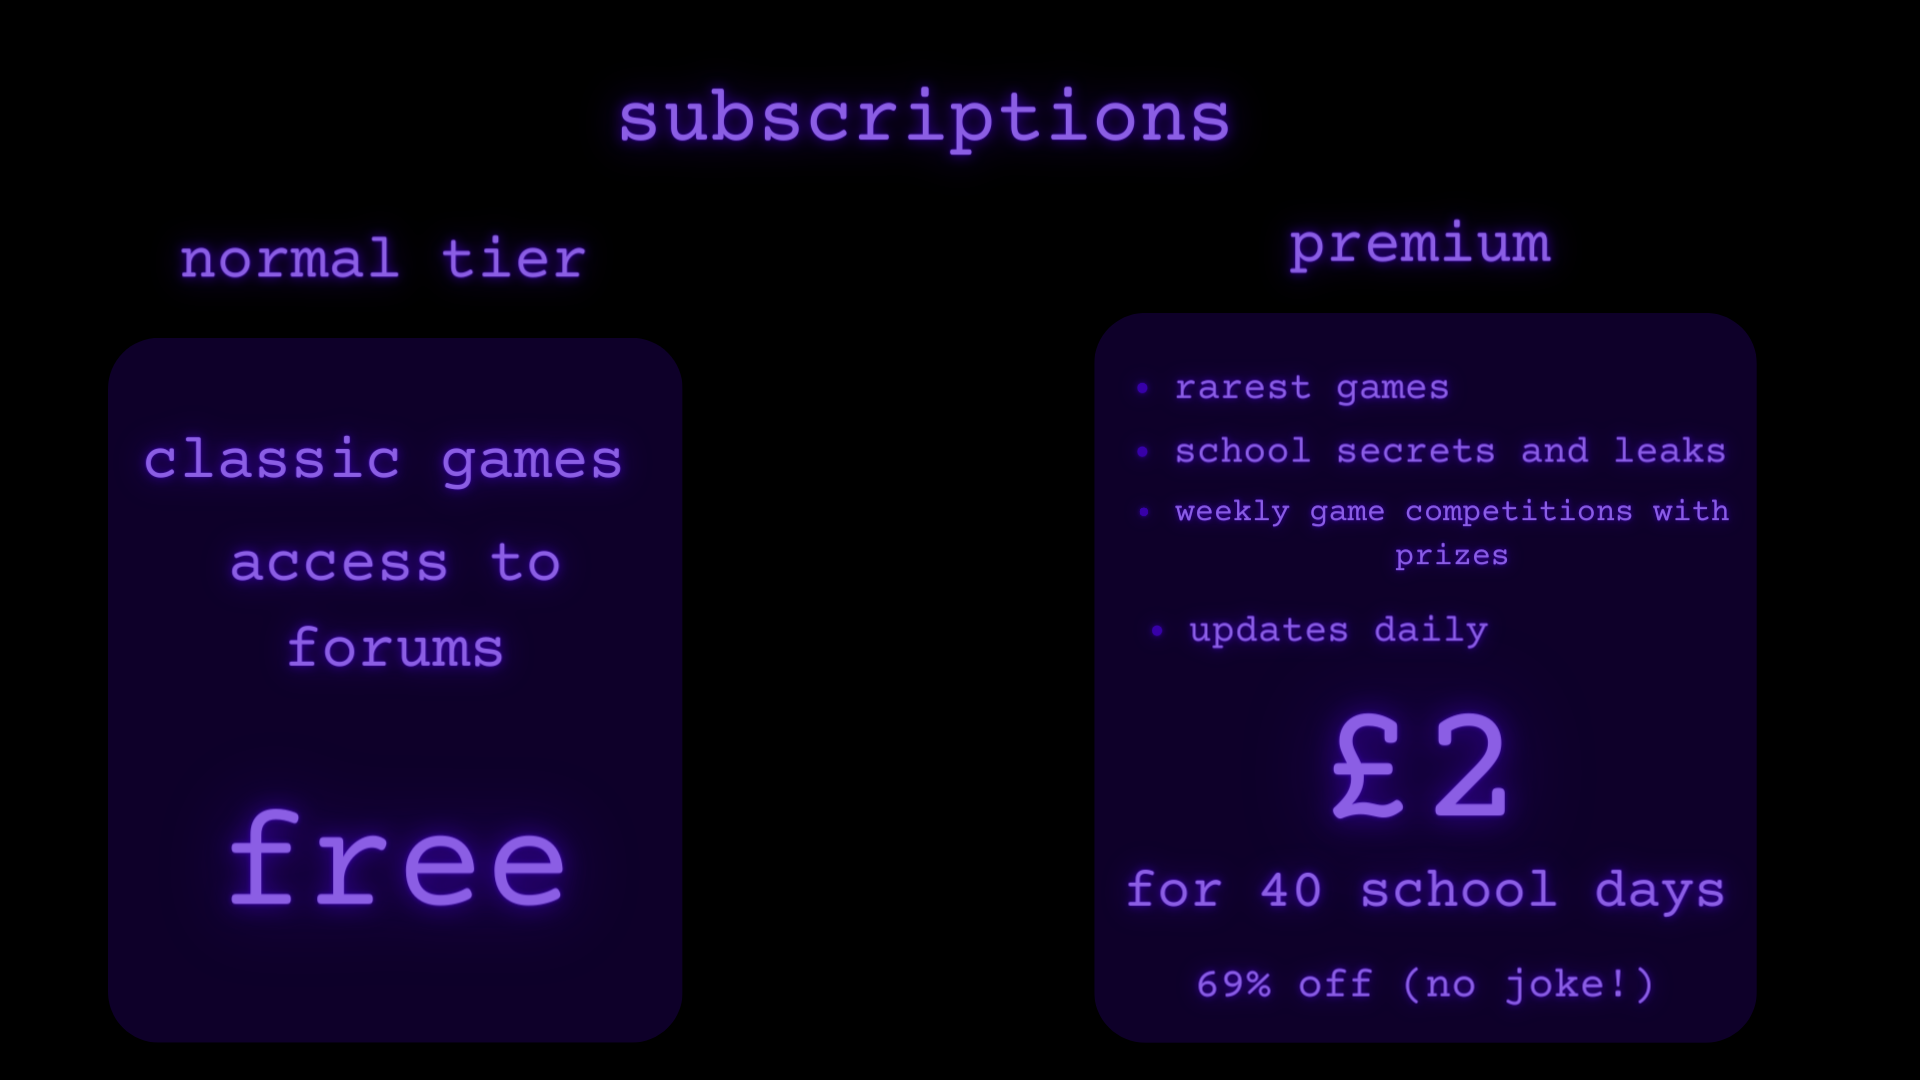 subscriptions
normal tier
classic games
access to
forums
free
premium
• rarest games
• school secrets and leaks
• weekly game competitions with
prizes
• updates daily
£2
for 40 school days
69% off (no joke!)